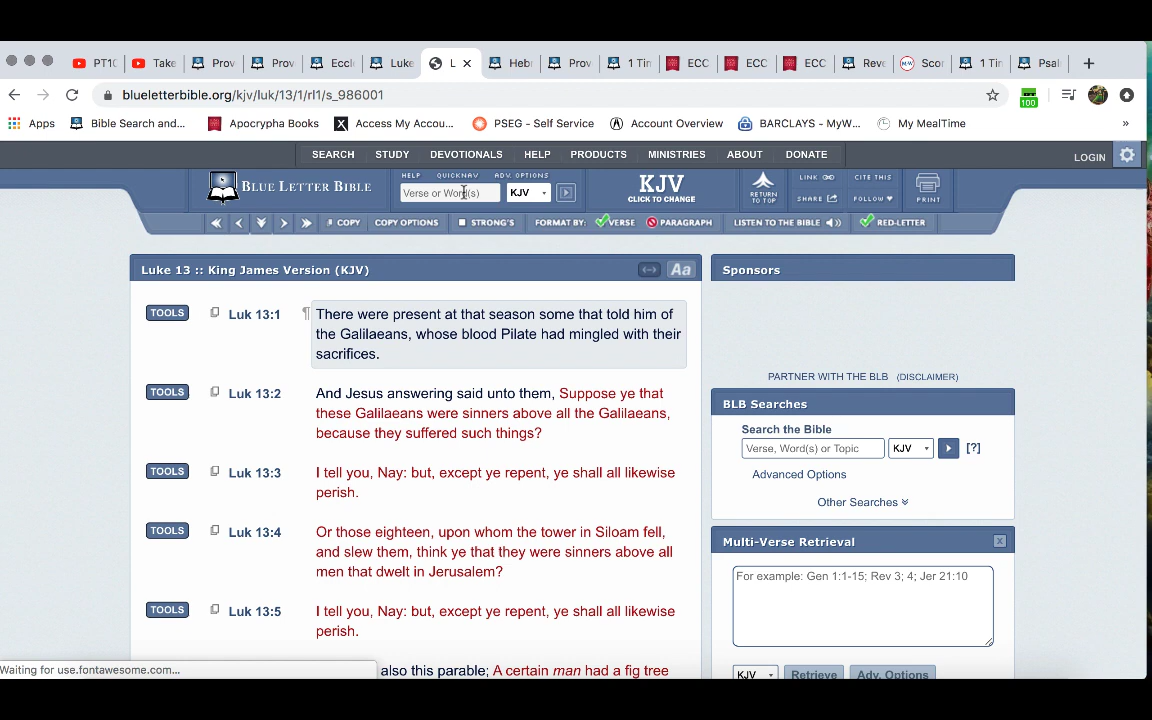 PT10
Take
Prov
Prov
Eccl
Luke
L
Heb
Prov
1 Tim
ECC
ECC
ECC
Reve
M-W
Scor
1 Tim
Psal
blueletterbible.org/kjv/luk/13/1/rl1/s_986001
100
Apps
Bible Search and...
Apocrypha Books
Access My Accou...
PSEG - Self Service
Account Overview
BARCLAYS - MyW...
My MealTime
»
SEARCH STUDY DEVOTIONALS HELP PRODUCTS MINISTRIES ABOUT DONATE
LOGIN
BLUE LETTER BIBLE
HELP QUICKNAV ADV. OPTIONS
Verse or Word(s)
KJV
KJV
CLICK TO CHANGE
RETURN
TO TOP
LINK
SHARE
CITE THIS
FOLLOW
PRINT
COPY
COPY OPTIONS
STRONG'S
FORMAT BY:
VERSE
PARAGRAPH
LISTEN TO THE BIBLE
RED-LETTER
Luke 13 :: King James Version (KJV)
Aa
TOOLS
Luk 13:1
¶
There were present at that season some that told him of
the Galilaeans, whose blood Pilate had mingled with their
sacrifices.
TOOLS
Luk 13:2
And Jesus answering said unto them, Suppose ye that
these Galilaeans were sinners above all the Galilaeans,
because they suffered such things?
TOOLS
Luk 13:3
I tell you, Nay: but, except ye repent, ye shall all likewise
perish.
TOOLS
Luk 13:4
Or those eighteen, upon whom the tower in Siloam fell,
and slew them, think ye that they were sinners above all
men that dwelt in Jerusalem?
TOOLS
Luk 13:5
I tell you, Nay: but, except ye repent, ye shall all likewise
perish.
also this parable; A certain man had a fig tree
Waiting for use.fontawesome.com...
Sponsors
PARTNER WITH THE BLB (DISCLAIMER)
BLB Searches
Search the Bible
Verse, Word(s) or Topic
KJV
[?]
Advanced Options
Other Searches
Multi-Verse Retrieval
For example: Gen 1:1-15; Rev 3; 4; Jer 21:10
KJV
Retrieve
Adv. Options